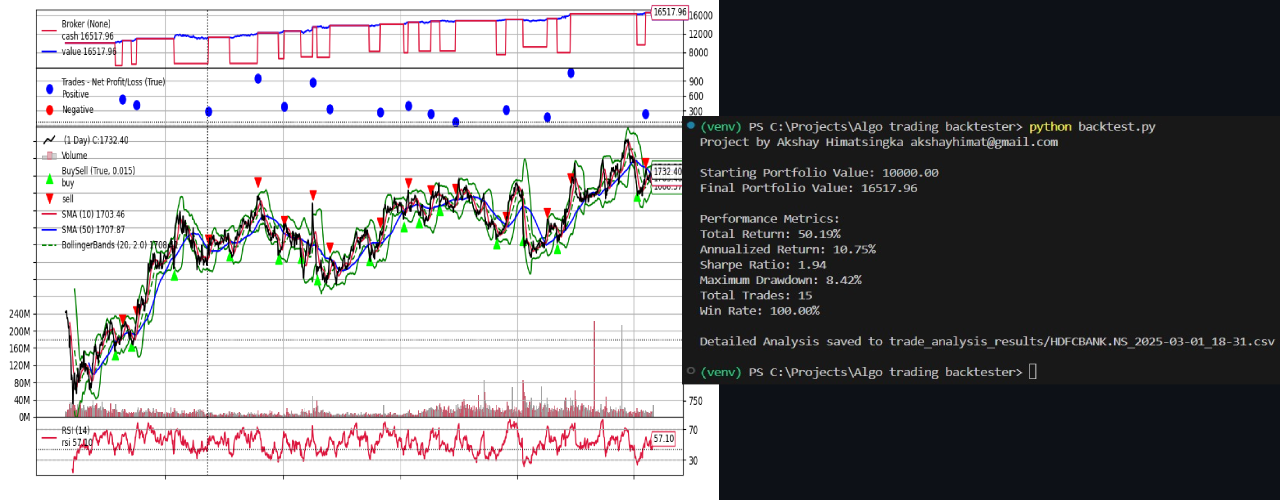 Broker (None)
cash 16517.96
value 16517.96
16517.96
16000
12000
8000
Trades - Net Profit/Loss (True)
Positive
Negative
900
600
300
(1 Day) C:1732.40
Volume
BuySell (True, 0.015)
buy
sell
SMA (10) 1703.46
SMA (50) 1707.87
BollingerBands (20, 2.0) 1708
1732.40
240M
200M
160M
120M
80M
40M
0M
750
RSI (14)
rsi 57.10
70
57.10
30
(venv) PS C:\Projects\Algo trading backtester> python backtest.py
Project by Akshay Himatsingka akshayhimat@gmail.com
Starting Portfolio Value: 10000.00
Final Portfolio Value: 16517.96
Performance Metrics:
Total Return: 50.19%
Annualized Return: 10.75%
Sharpe Ratio: 1.94
Maximum Drawdown: 8.42%
Total Trades: 15
Win Rate: 100.00%
Detailed Analysis saved to trade_analysis_results/HDFCBANK.NS_2025-03-01_18-31.csv
(venv) PS C:\Projects\Algo trading backtester>